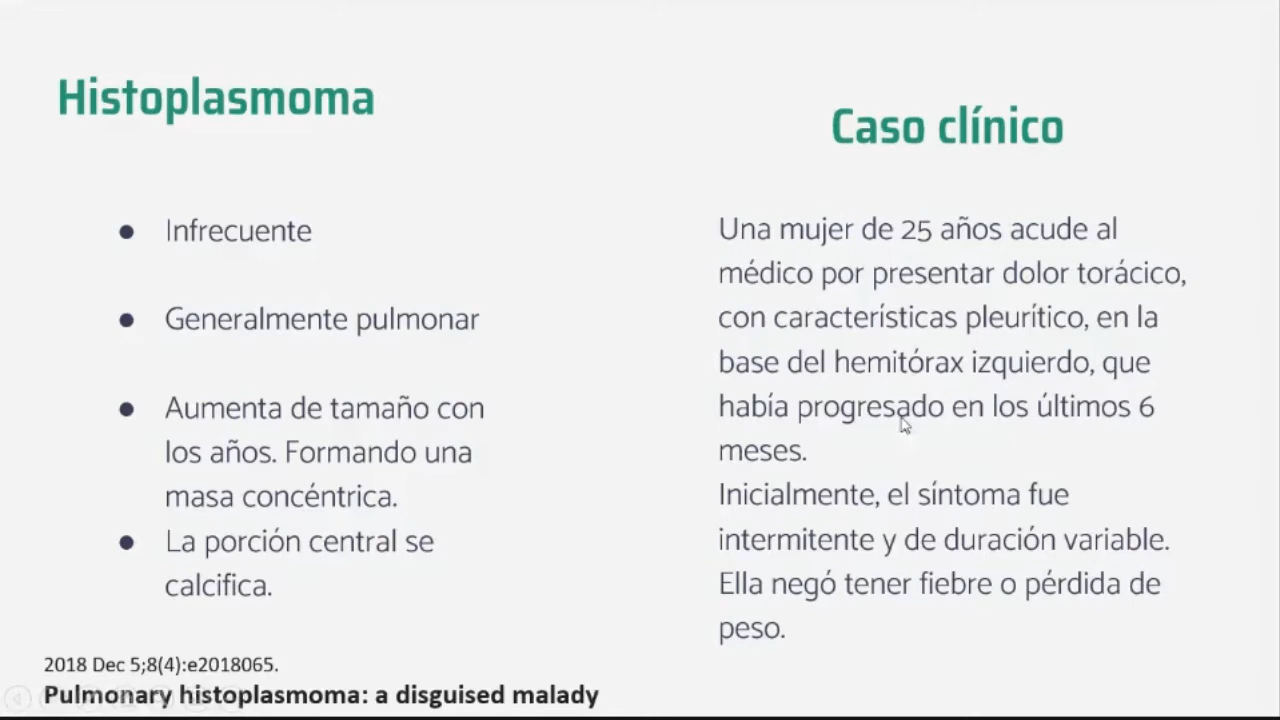 Histoplasmoma
Infrecuente
Generalmente pulmonar
Aumenta de tamaño con
los años. Formando una
masa concéntrica.
La porción central se
calcifica.
2018 Dec 5;8(4):e2018065.
Pulmonary histoplasmoma: a disguised malady
Caso clínico
Una mujer de 25 años acude al
médico por presentar dolor torácico,
con características pleurítico, en la
base del hemitórax izquierdo, que
había progresado en los últimos 6
meses.
Inicialmente, el síntoma fue
intermitente y de duración variable.
Ella negó tener fiebre o pérdida de
peso.